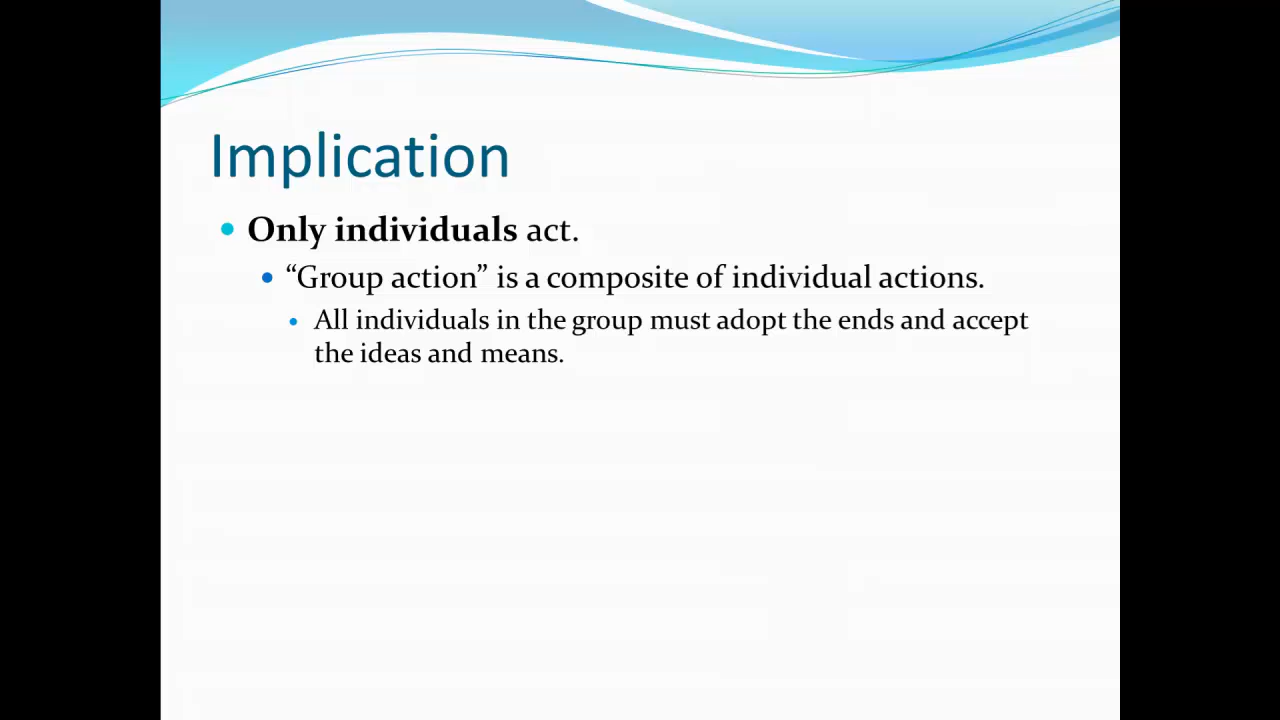 Implication
Only individuals act.
“Group action” is a composite of individual actions.
All individuals in the group must adopt the ends and accept
the ideas and means.